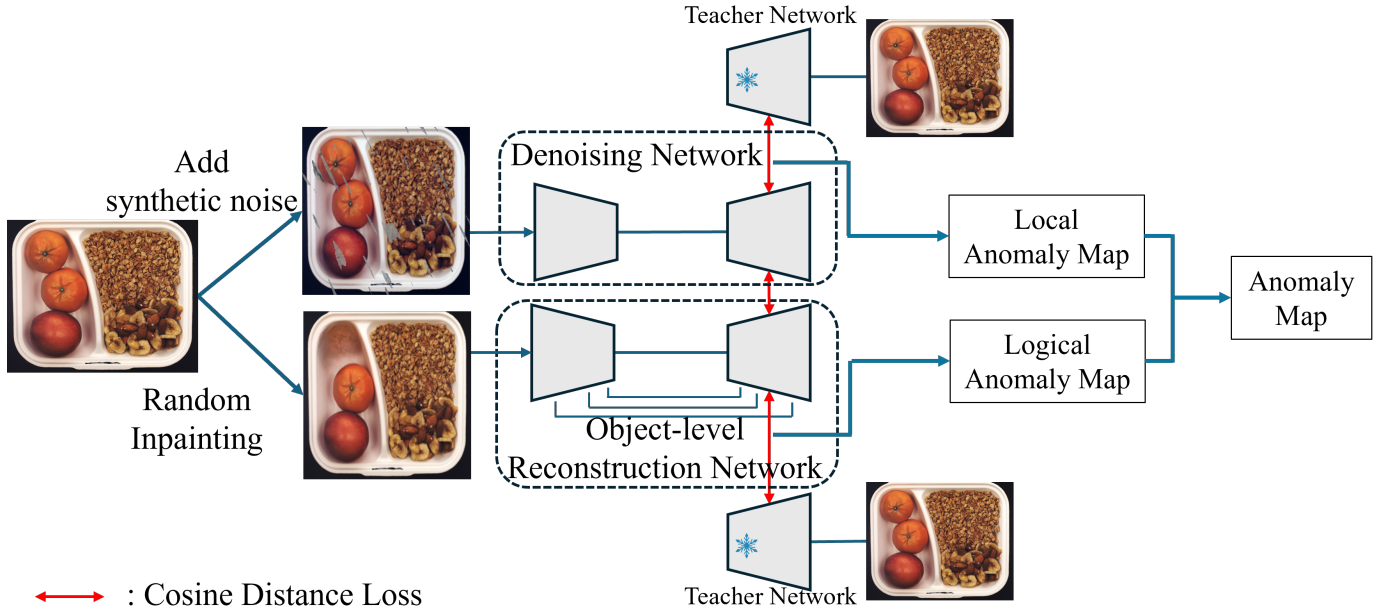 Teacher Network
Add
synthetic noise
Denoising Network
Local
Anomaly Map
Anomaly
Map
Logical
Anomaly Map
Random
Inpainting
Object-level
Reconstruction Network
Teacher Network
: Cosine Distance Loss